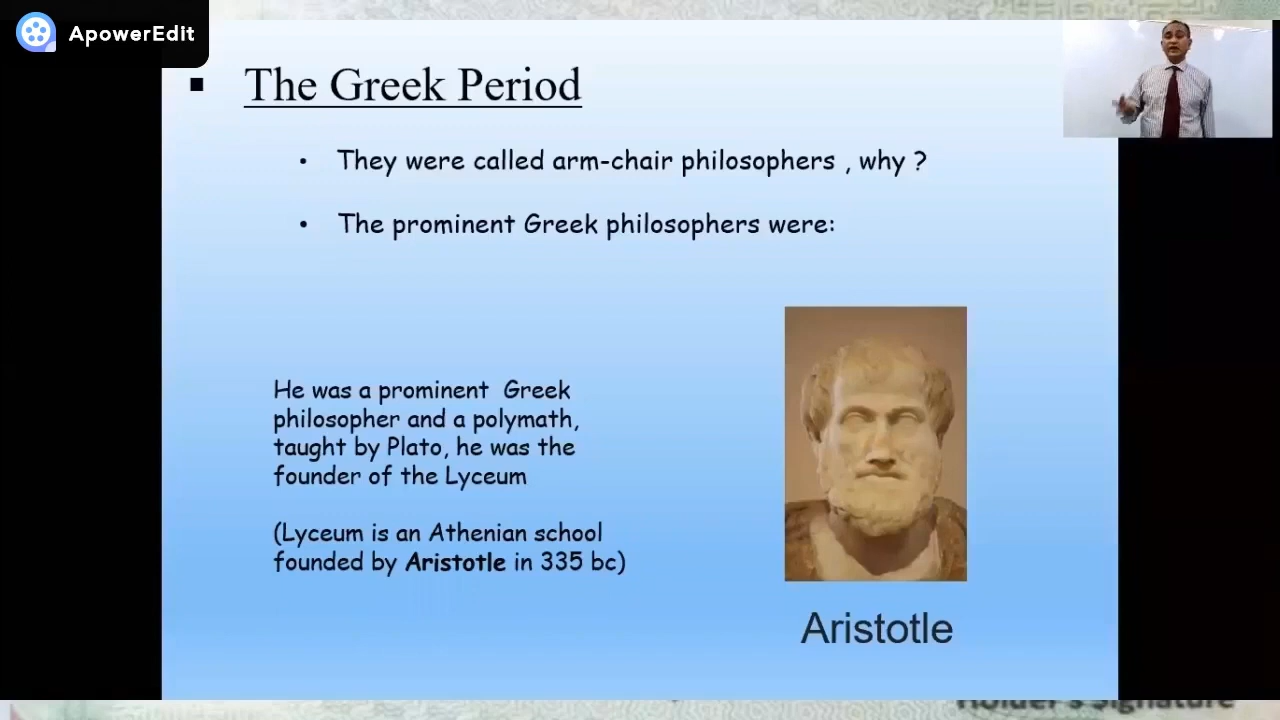 ApowerEdit
The Greek Period
They were called arm-chair philosophers , why ?
The prominent Greek philosophers were:
He was a prominent Greek
philosopher and a polymath,
taught by Plato, he was the
founder of the Lyceum
(Lyceum is an Athenian school
founded by Aristotle in 335 bc)
Aristotle
Holder's Signature